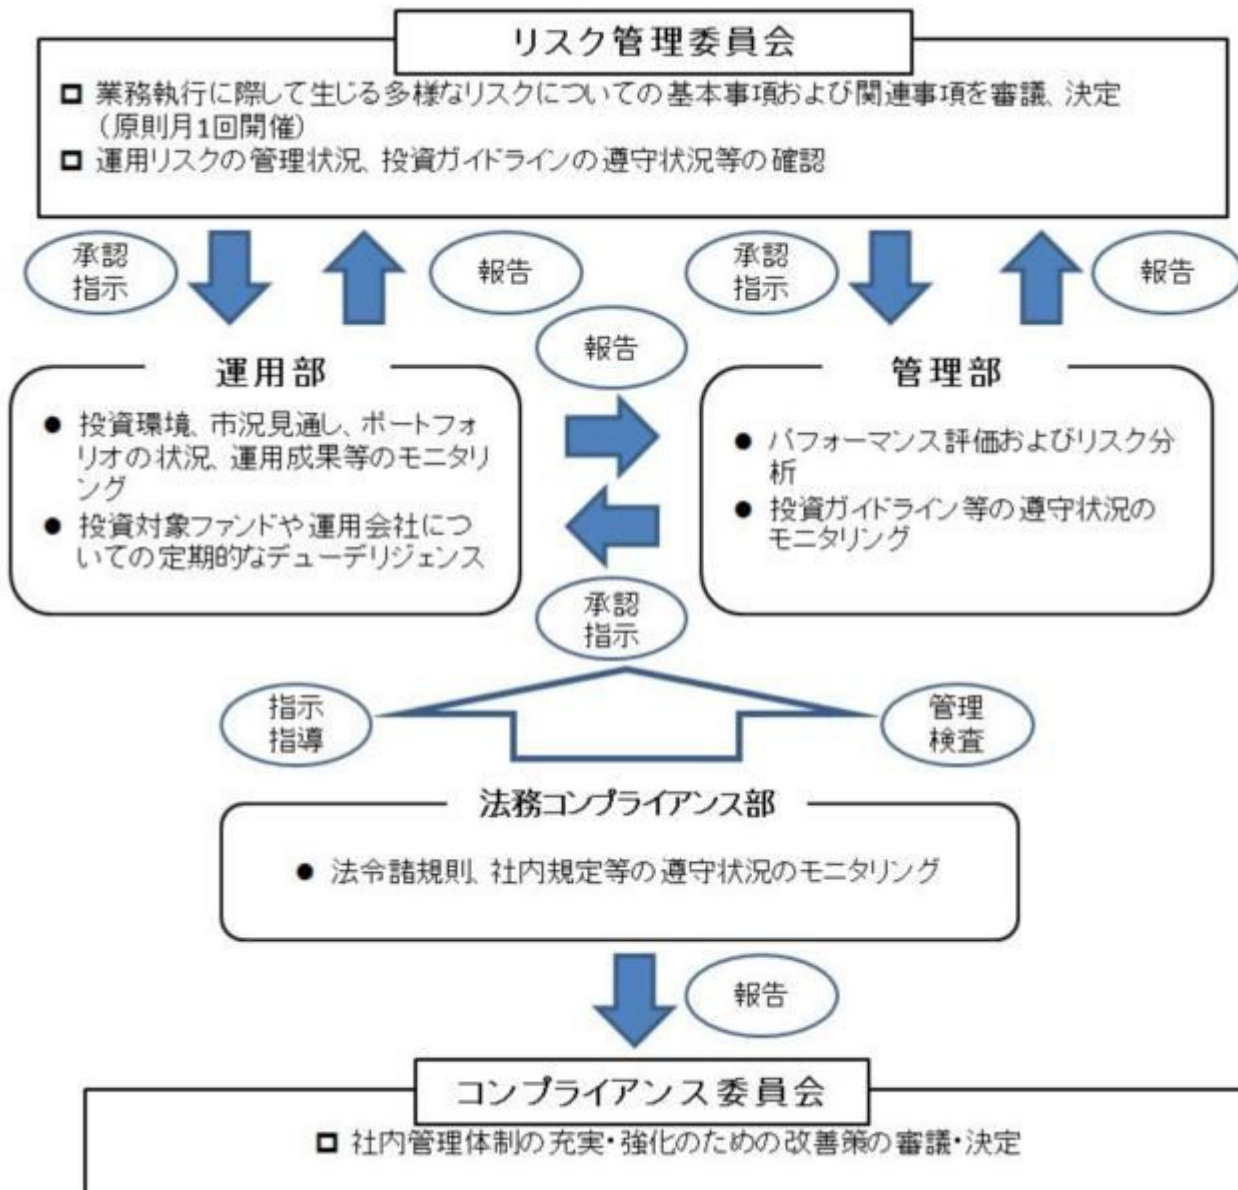 リスク管理委員会
業務執行に際して生じる多様なリスクについての基本事項および関連事項を審議、決定
（原則月1回開催）
運用リスクの管理状況、投資ガイドラインの遵守状況等の確認
承認
指示
報告
承認
指示
報告
報告
運用部
投資環境、市況見通し、ポートフォ
リオの状況、運用成果等のモニタリ
ング
投資対象ファンドや運用会社につ
いての定期的なデューデリジェンス
管理部
パフォーマンス評価およびリスク分
析
投資ガイドライン等の遵守状況の
モニタリング
承認
指示
指示
指導
管理
検査
法務コンプライアンス部
法令諸規則、社内規定等の遵守状況のモニタリング
報告
コンプライアンス委員会
社内管理体制の充実・強化のための改善策の審議・決定